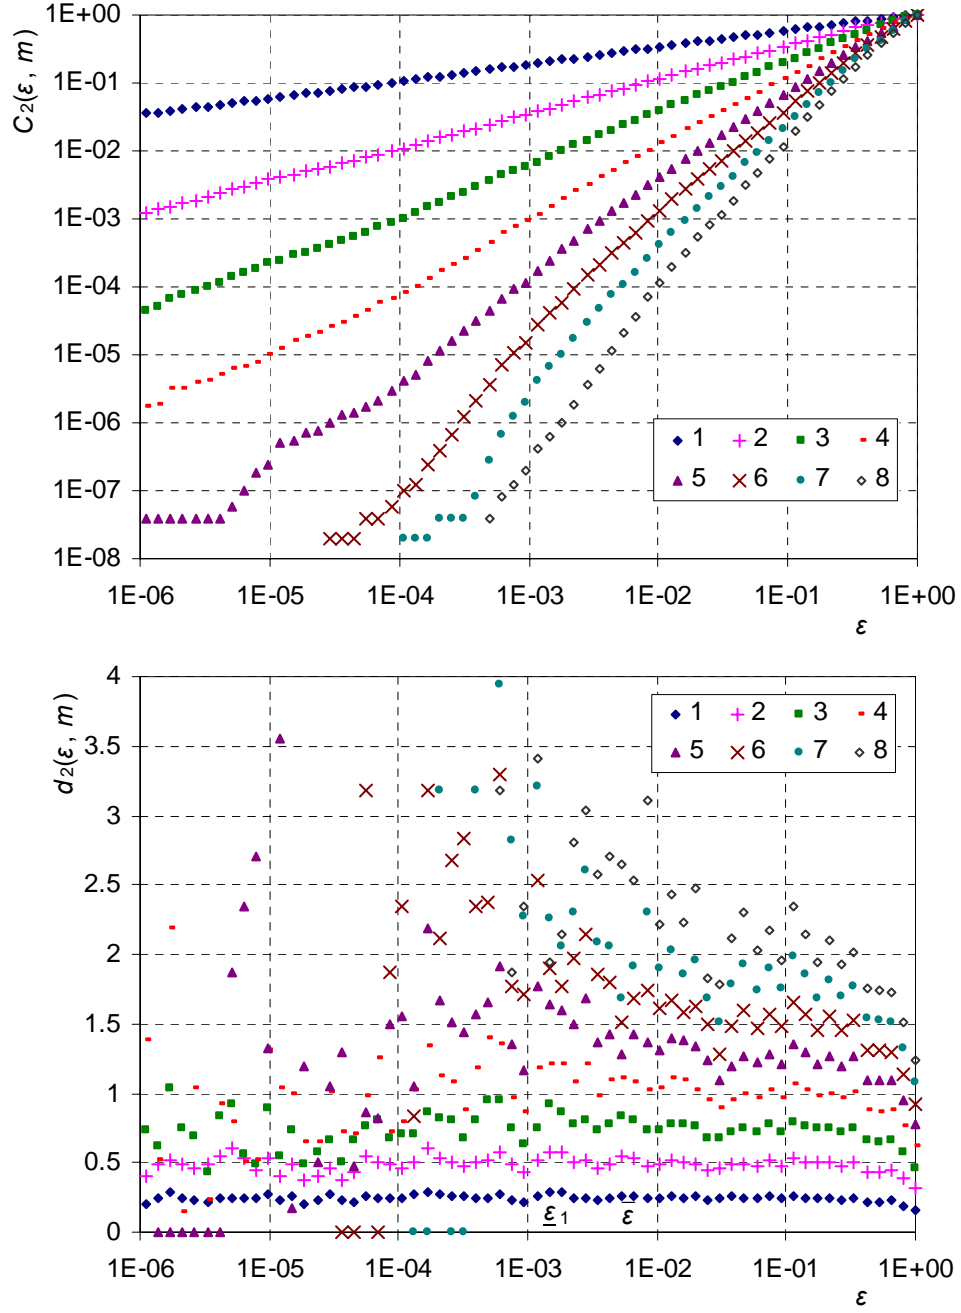 1E+00
1E-01
1E-02
1E-03
1E-04
1E-05
1E-06
1E-07
1E-08
C2(ε, m)
1 2 3 4
5 6 7 8
1E-06 1E-05 1E-04 1E-03 1E-02 1E-01 1E+00
ε
4
3.5
3
2.5
2
1.5
1
0.5
0
d2(ε, m)
1 2 3 4
5 6 7 8
ε1 ε
1E-06 1E-05 1E-04 1E-03 1E-02 1E-01 1E+00
ε